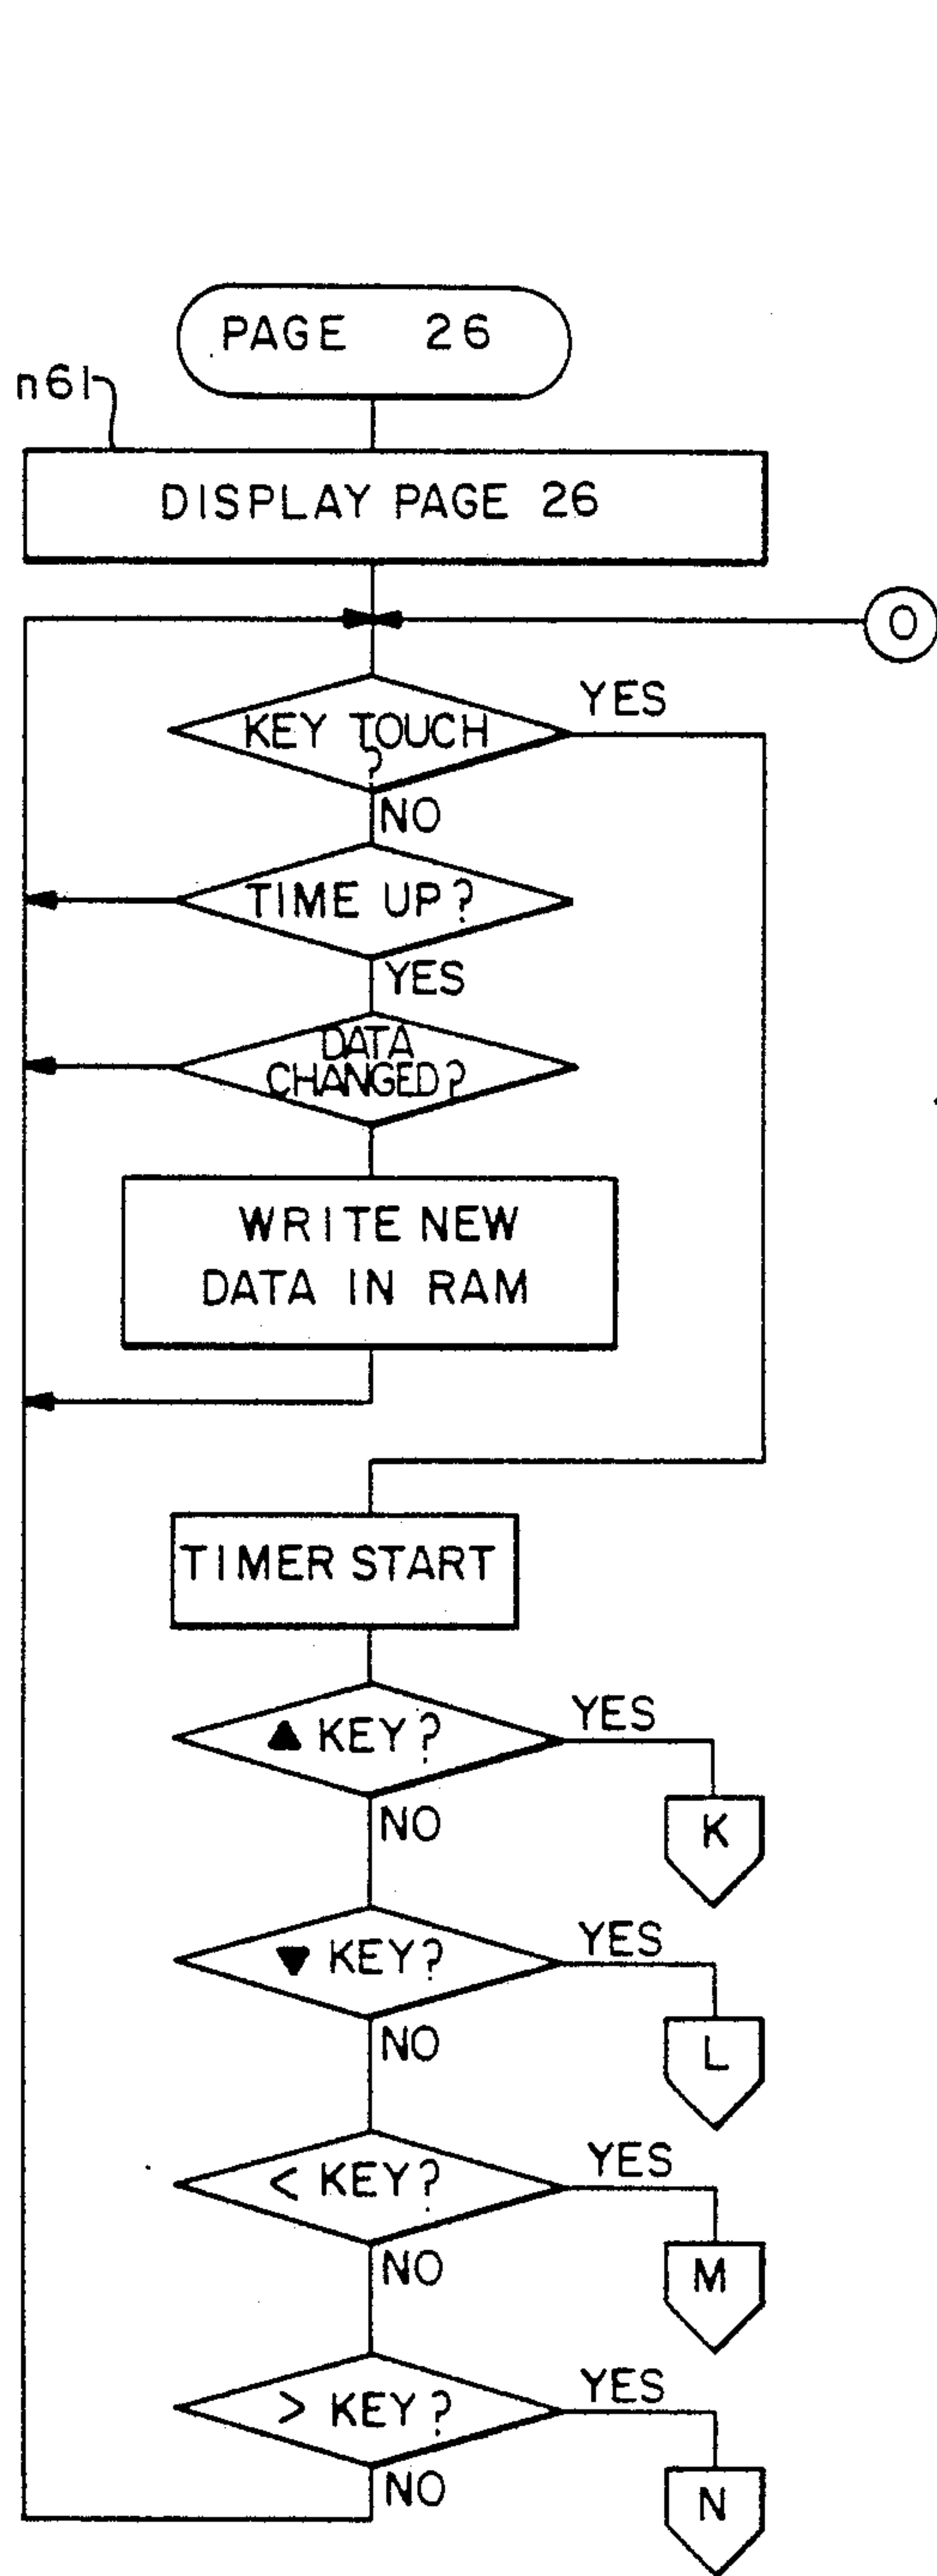 PAGE 26
n61
DISPLAY PAGE 26
O
KEY TOUCH
?
YES
NO
TIME UP?
YES
DATA
CHANGED?
WRITE NEW
DATA IN RAM
TIMER START
▲ KEY?
YES
K
NO
▼ KEY?
YES
L
NO
< KEY?
YES
M
NO
> KEY?
YES
N
NO